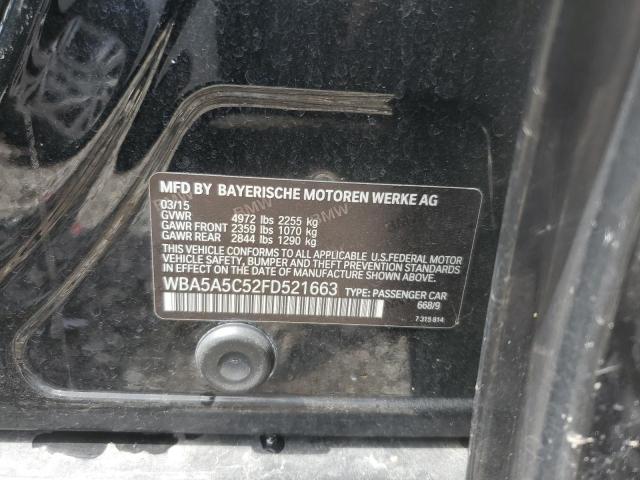 MFD BY BAYERISCHE MOTOREN WERKE AG
03/15
GVWR 4972 lbs 2255 kg
GAWR FRONT 2359 lbs 1070 kg
GAWR REAR 2844 lbs 1290 kg
THIS VEHICLE CONFORMS TO ALL APPLICABLE U.S.FEDERAL MOTOR
VEHICLE SAFETY, BUMPER, AND THEFT PREVENTION STANDARDS
IN EFFECT ON THE DATE OF MANUFACTURE SHOWN ABOVE.
WBA5A5C52FD521663 TYPE: PASSENGER CAR
668/9
7 315 814